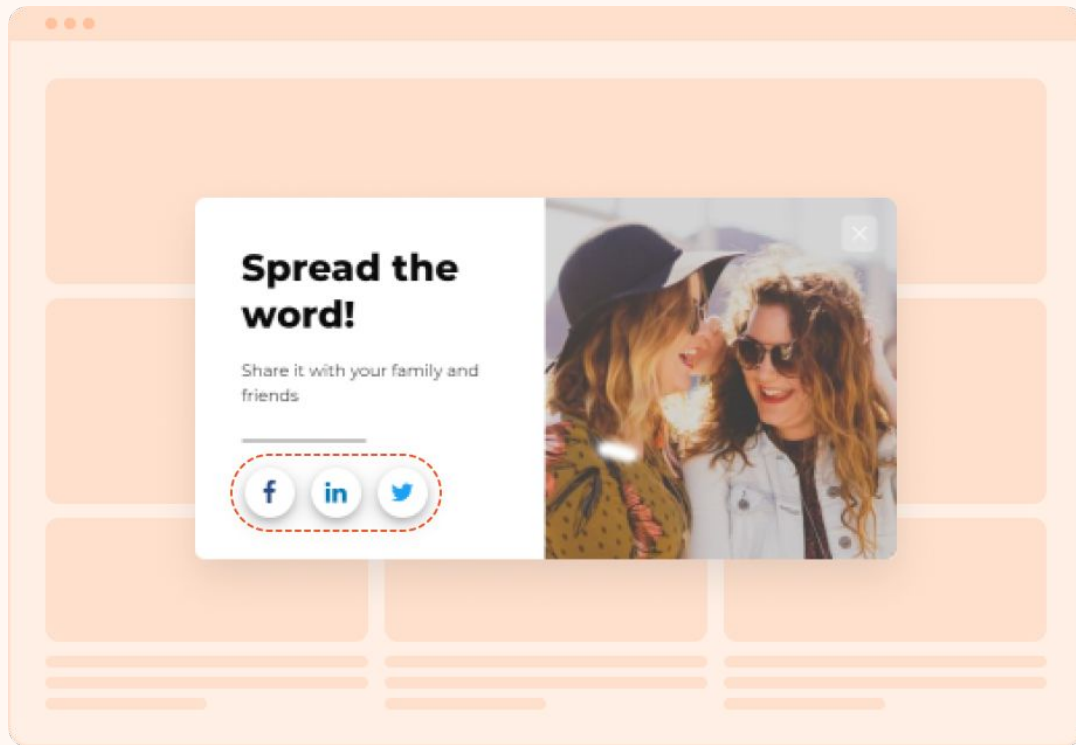 Spread the
word!
Share it with your family and
friends
f
in